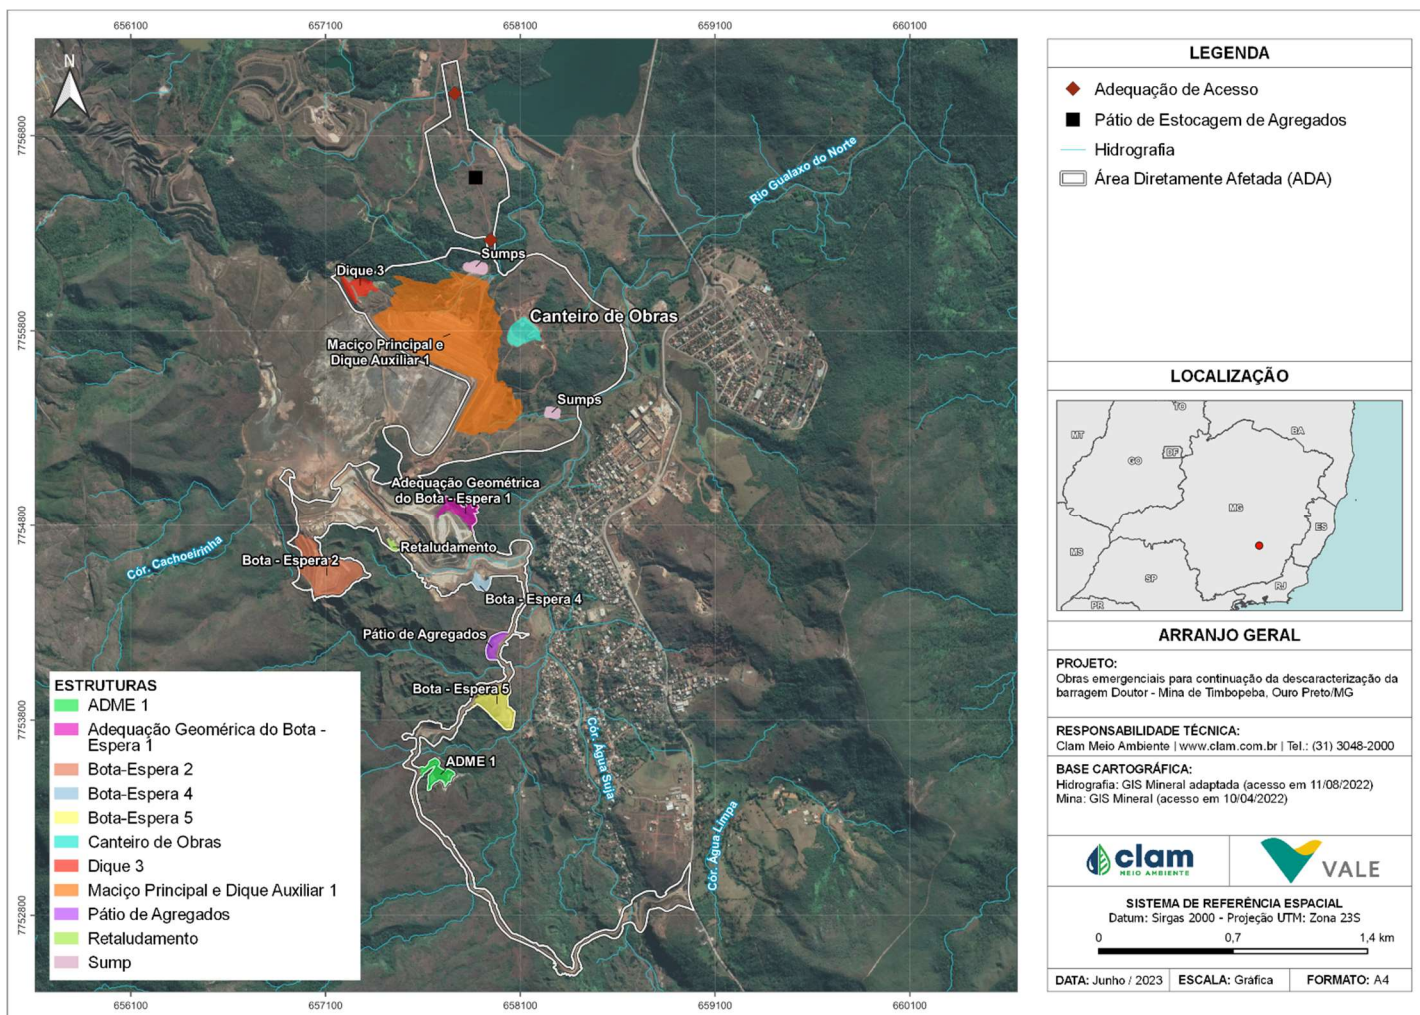 656100
657100
658100
659100
660100
7756800
7755800
7754800
7753800
7752800
N
Rio Gualaxo do Norte
Sumps
Dique 3
Canteiro de Obras
Maciço Principal e
Dique Auxiliar 1
Sumps
Adequação Geométrica
do Bota - Espera 1
Retaludamento
Cór. Cachoeirinha
Bota - Espera 2
Bota - Espera 4
Pátio de Agregados
Bota - Espera 5
Cór. Água Suja
ADME 1
Cór. Água Limpa
ESTRUTURAS
ADME 1
Adequação Geomérica do Bota -
Espera 1
Bota-Espera 2
Bota-Espera 4
Bota-Espera 5
Canteiro de Obras
Dique 3
Maciço Principal e Dique Auxiliar 1
Pátio de Agregados
Retaludamento
Sump
7756800
7755800
7754800
7753800
7752800
656100
657100
658100
659100
660100
LEGENDA
Adequação de Acesso
Pátio de Estocagem de Agregados
Hidrografia
Área Diretamente Afetada (ADA)
LOCALIZAÇÃO
TO
MT
BA
DF
GO
MG
ES
MS
SP
RJ
PR
ARRANJO GERAL
PROJETO:
Obras emergenciais para continuação da descaracterização da
barragem Doutor - Mina de Timbopeba, Ouro Preto/MG
RESPONSABILIDADE TÉCNICA:
Clam Meio Ambiente | www.clam.com.br | Tel.: (31) 3048-2000
BASE CARTOGRÁFICA:
Hidrografia: GIS Mineral adaptada (acesso em 11/08/2022)
Mina: GIS Mineral (acesso em 10/04/2022)
clam
MEIO AMBIENTE
VALE
SISTEMA DE REFERÊNCIA ESPACIAL
Datum: Sirgas 2000 - Projeção UTM: Zona 23S
0 0,7 1,4 km
DATA: Junho / 2023 ESCALA: Gráfica FORMATO: A4